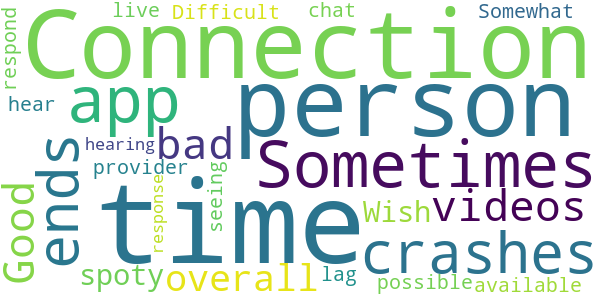 respond
live
Difficult
chat
Somewhat
Connection
hear
app
person
hearing
bad
ends
provider
Sometimes
Good
time
response
seeing
Wish
videos
crashes
spoty
overall
lag
possible
available